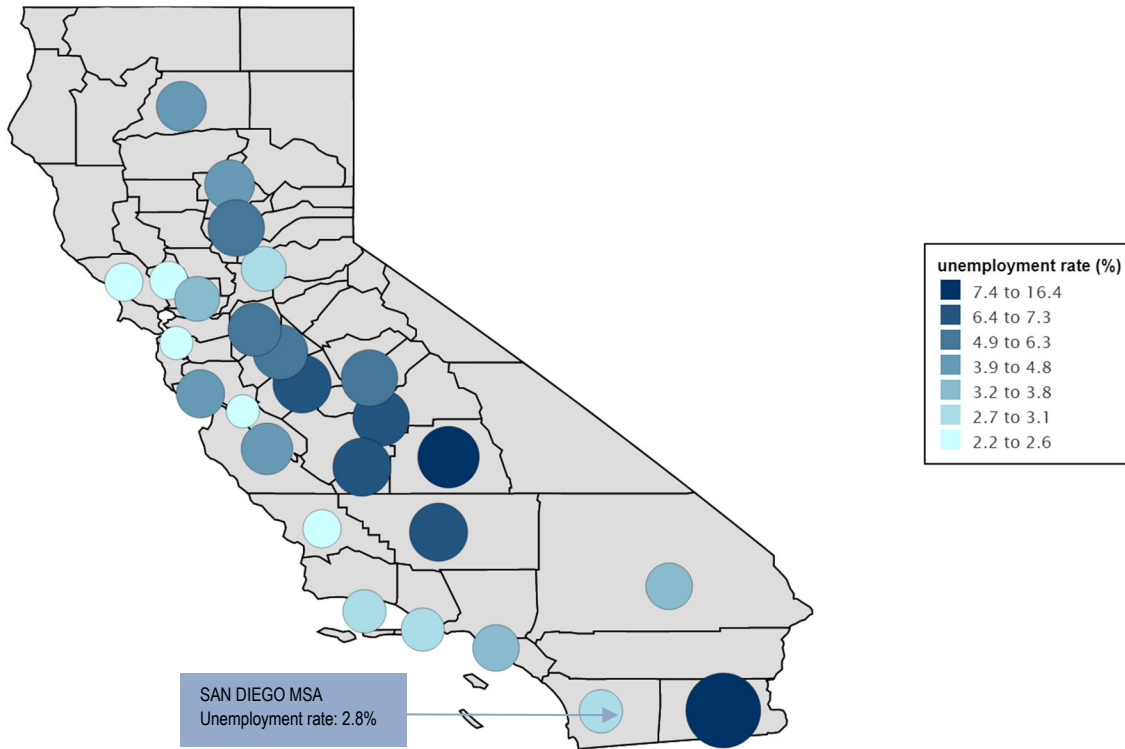 unemployment rate (%)
7.4 to 16.4
6.4 to 7.3
4.9 to 6.3
3.9 to 4.8
3.2 to 3.8
2.7 to 3.1
2.2 to 2.6
SAN DIEGO MSA
Unemployment rate: 2.8%